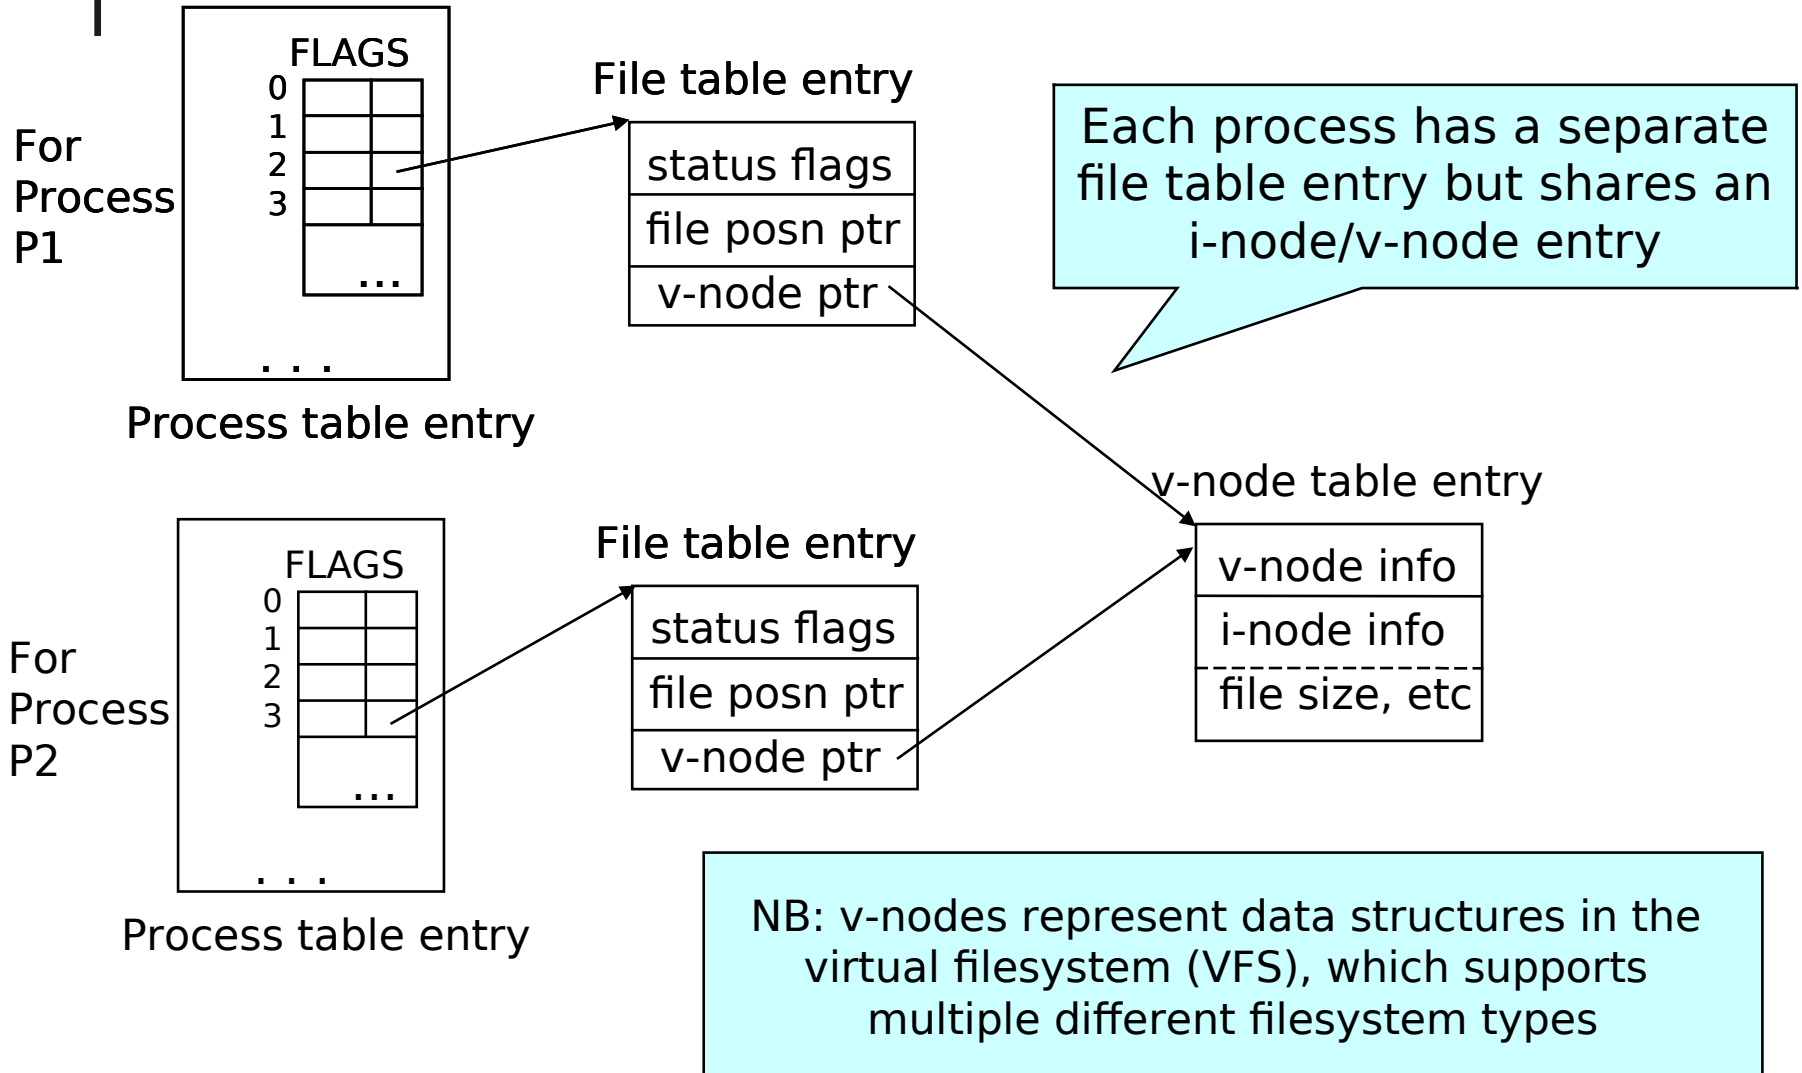 FLAGS
0
1
2
3
...
. . .
For
Process
P1
Process table entry
File table entry
status flags
file posn ptr
v-node ptr
Each process has a separate
file table entry but shares an
i-node/v-node entry
FLAGS
0
1
2
3
...
. . .
For
Process
P2
Process table entry
File table entry
status flags
file posn ptr
v-node ptr
v-node table entry
v-node info
i-node info
file size, etc
NB: v-nodes represent data structures in the
virtual filesystem (VFS), which supports
multiple different filesystem types